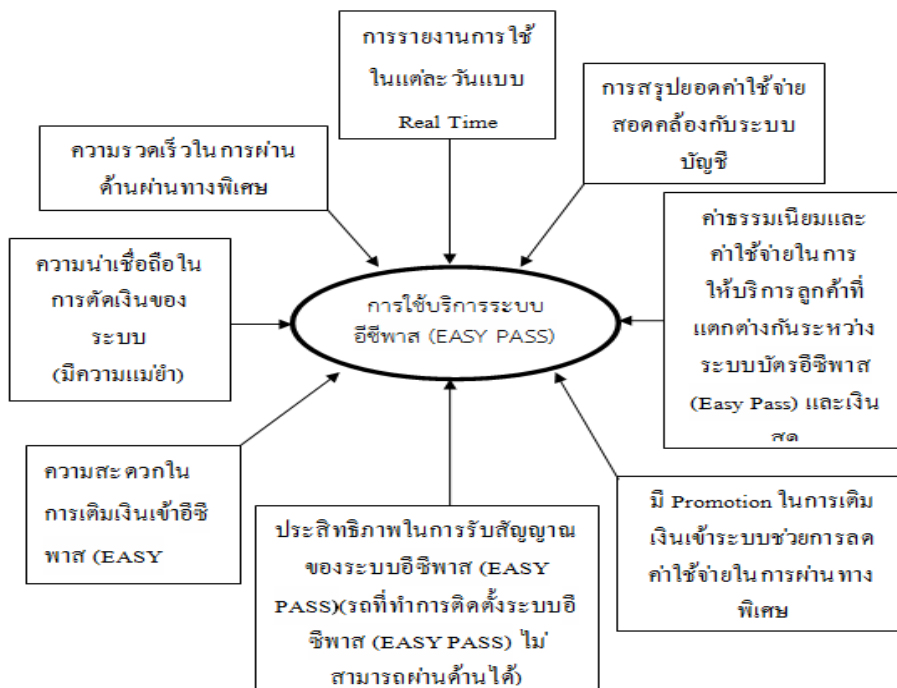 การรายงานการใช้
ในแต่ละวันแบบ
Real Time
การสรุปยอดค่าใช้จ่าย
สอดคล้องกับระบบ
บัญชี
ความรวดเร็วในการผ่าน
ด้านผ่านทางพิเศษ
ค่าธรรมเนียมและ
ค่าใช้จ่ายในการ
ให้บริการลูกค้าที่
แตกต่างกันระหว่าง
ระบบบัตรอีซีพาส
(Easy Pass) และเงิน
สด
ความน่าเชื่อถือใน
การตัดเงินของ
ระบบ
(มีความแม่ยำ)
การใช้บริการระบบ
อีซีพาส (EASY PASS)
ความสะดวกใน
การเติมเงินเข้าอีซี
พาส (EASY
ประสิทธิภาพในการรับสัญญาณ
ของระบบอีซีพาส (EASY
PASS)(รถที่ทำการติดตั้งระบบอี
ซีพาส (EASY PASS) ไม่
สามารถผ่านด้านได้)
มี Promotion ในการเติม
เงินเข้าระบบช่วยการลด
ค่าใช้จ่ายในการผ่านทาง
พิเศษ